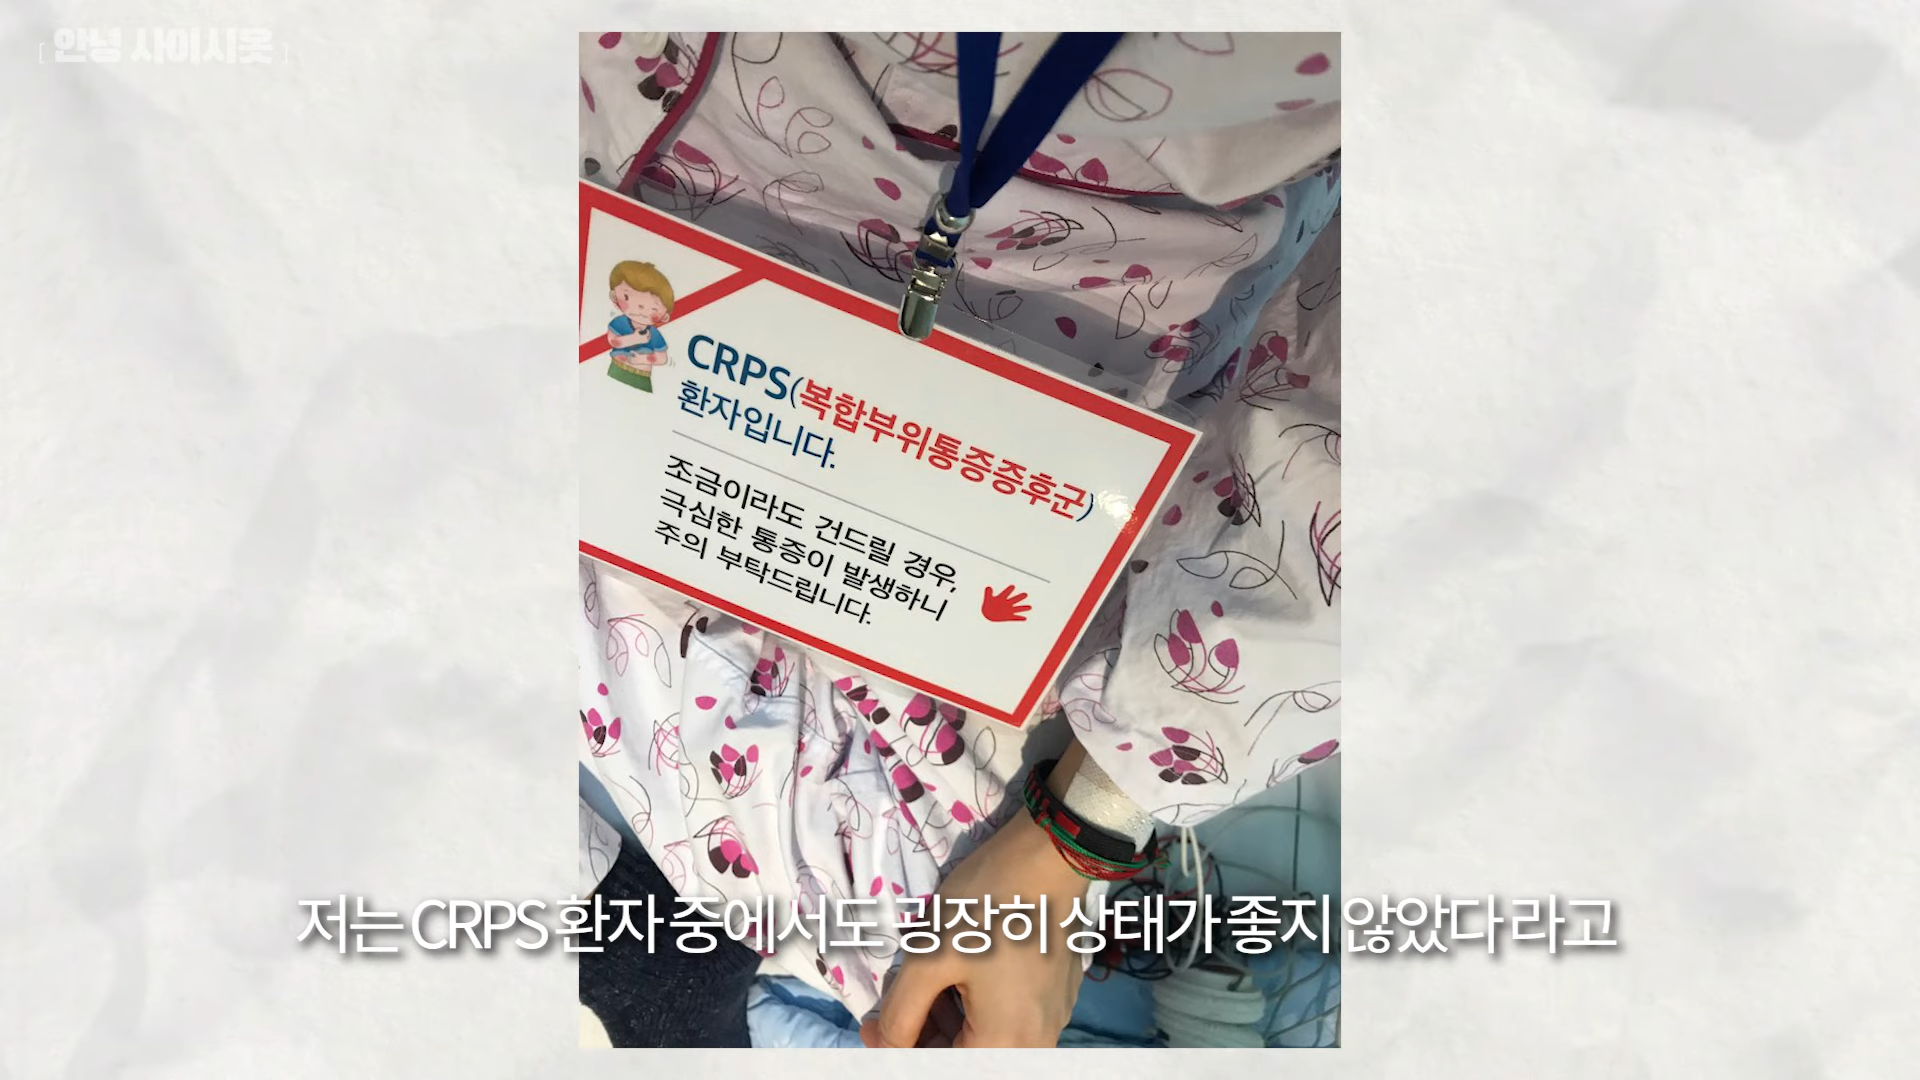 [ 안녕 사이시옷 ]
CRPS(복합부위통증증후군)
환자입니다.
조금이라도 건드릴 경우,
극심한 통증이 발생하니
주의 부탁드립니다.
저는 CRPS 환자 중에서도 굉장히 상태가 좋지 않았다 라고